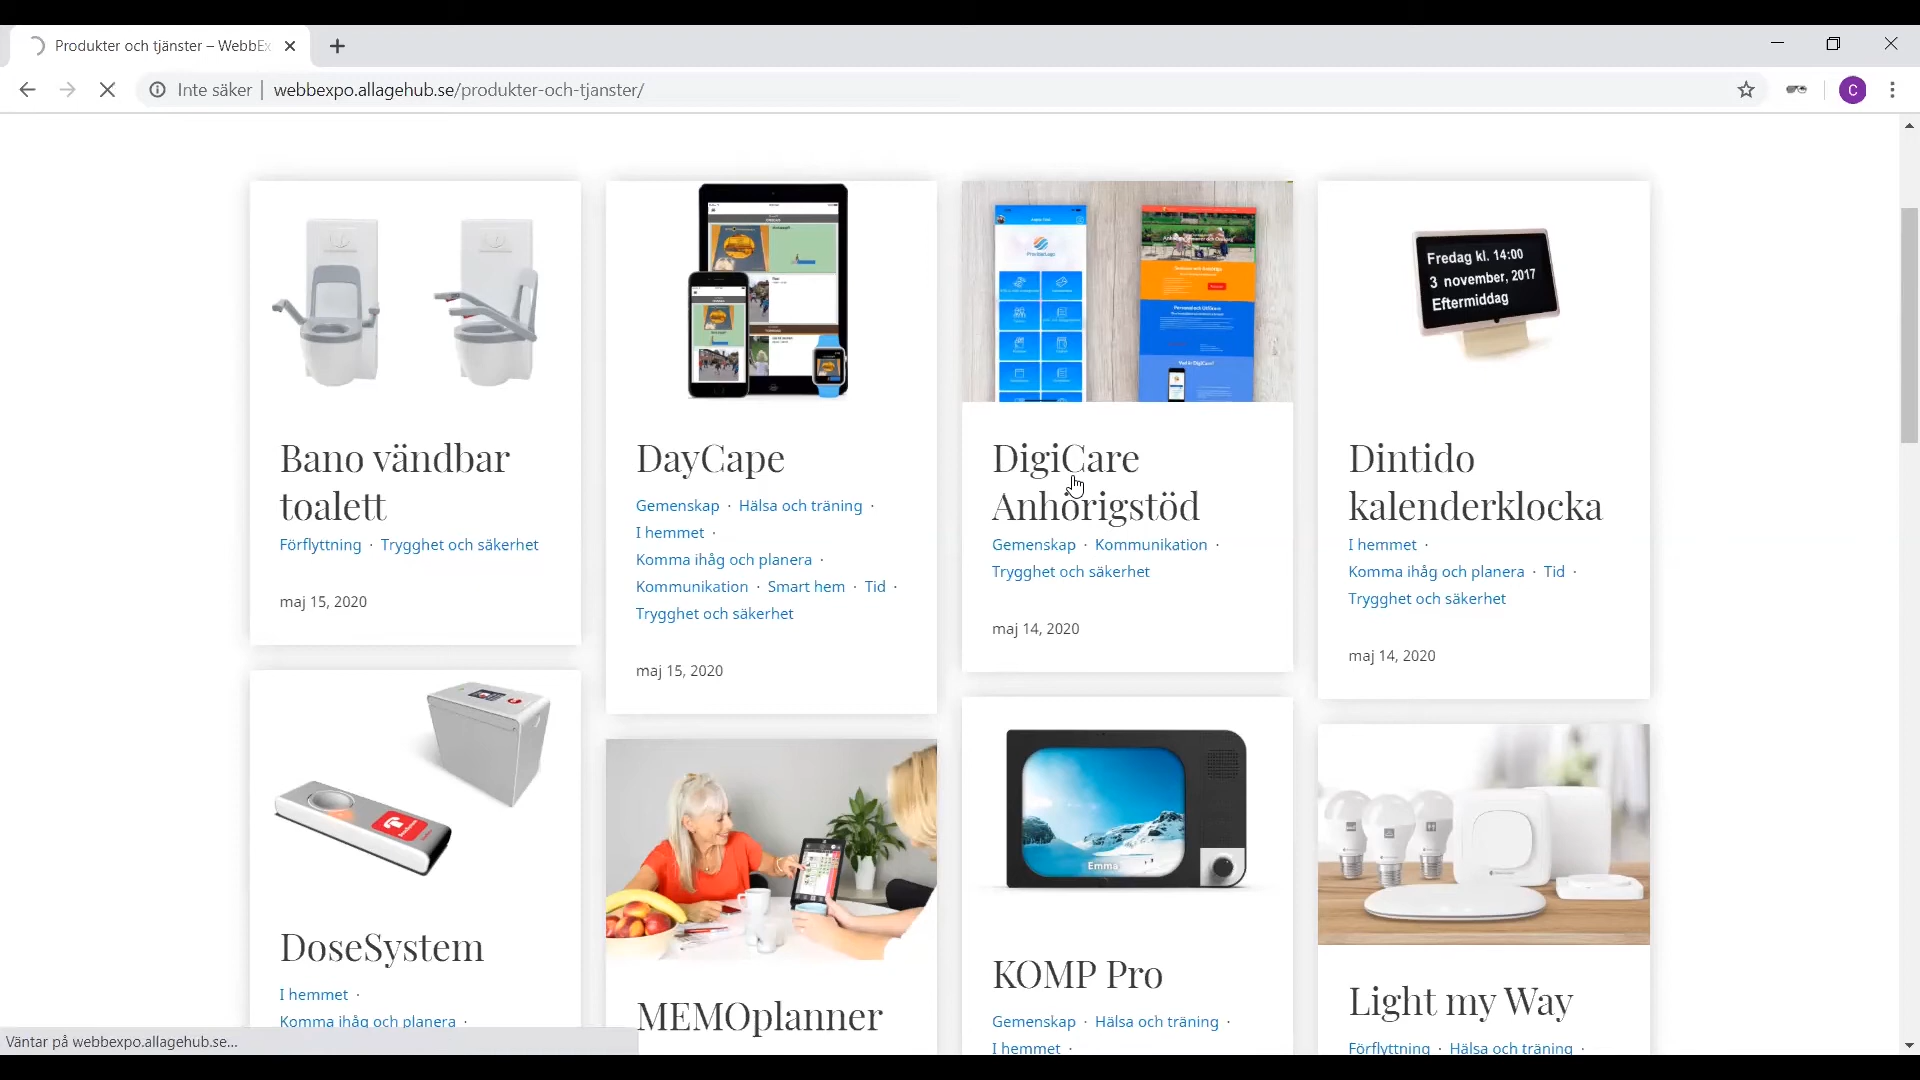 Produkter och tjänster – WebbEx
Inte säker | webbexpo.allagehub.se/produkter-och-tjanster/
C
Fredag kl. 14:00
3 november, 2017
Eftermiddag
Bano vändbar
toalett
Förflyttning · Trygghet och säkerhet
maj 15, 2020
DayCape
Gemenskap · Hälsa och träning ·
I hemmet ·
Komma ihåg och planera ·
Kommunikation · Smart hem · Tid ·
Trygghet och säkerhet
maj 15, 2020
DigiCare
Anhörigstöd
Gemenskap · Kommunikation ·
Trygghet och säkerhet
maj 14, 2020
Dintido
kalenderklocka
I hemmet ·
Komma ihåg och planera · Tid ·
Trygghet och säkerhet
maj 14, 2020
DoseSystem
I hemmet ·
Komma ihåg och planera ·
MEMOplanner
Emma
KOMP Pro
Gemenskap · Hälsa och träning ·
I hemmet ·
Light my Way
Förflyttning · Hälsa och träning ·
Väntar på webbexpo.allagehub.se...